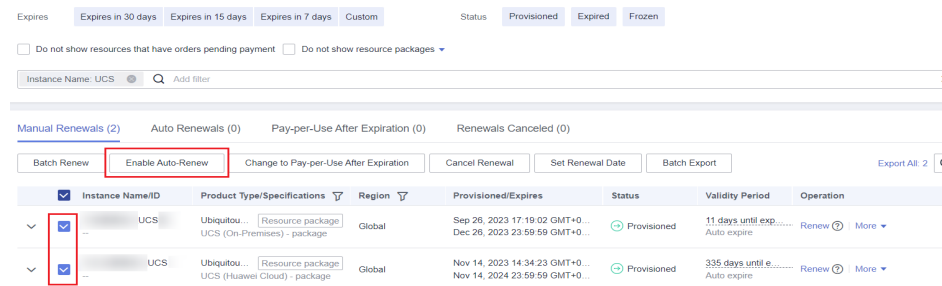 Expires Expires in 30 days Expires in 15 days Expires in 7 days Custom Status Provisioned Expired Frozen
Do not show resources that have orders pending payment Do not show resource packages
Instance Name: UCS Add filter
Manual Renewals (2) Auto Renewals (0) Pay-per-Use After Expiration (0) Renewals Canceled (0)
Batch Renew Enable Auto-Renew Change to Pay-per-Use After Expiration Cancel Renewal Set Renewal Date Batch Export Export All: 2
Instance Name/ID Product Type/Specifications Region Provisioned/Expires Status Validity Period Operation
UCS Ubiquitou... Resource package Global Sep 26, 2023 17:19:02 GMT+0... Provisioned 11 days until exp... Renew More
-- UCS (On-Premises) - package Dec 26, 2023 23:59:59 GMT+0... Auto expire
UCS Ubiquitou... Resource package Global Nov 14, 2023 14:34:23 GMT+0... Provisioned 335 days until e... Renew More
-- UCS (Huawei Cloud) - package Nov 14, 2024 23:59:59 GMT+0... Auto expire